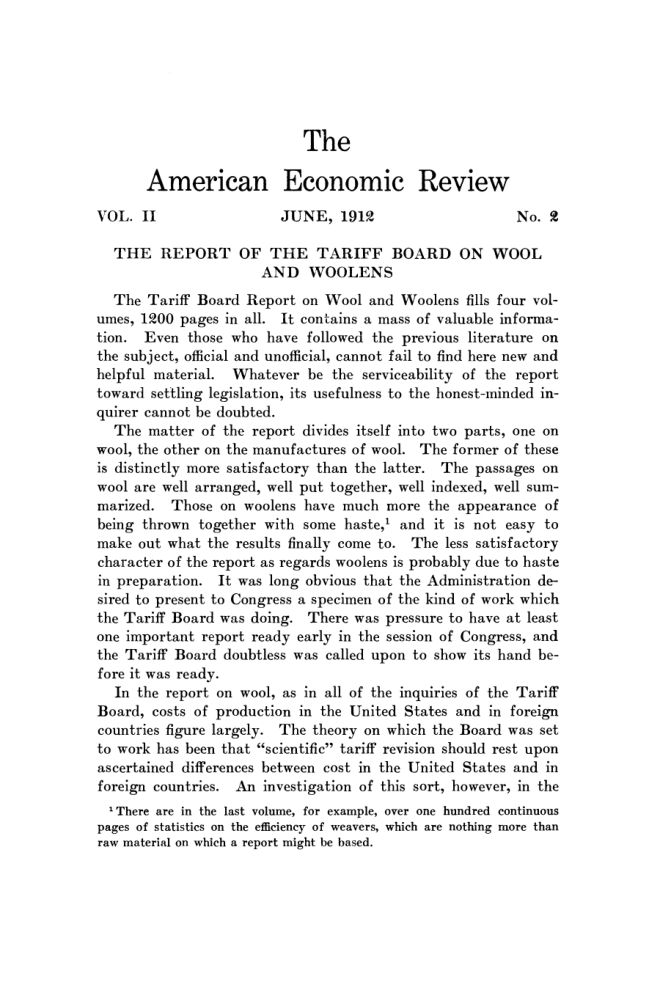 The
American Economic Review
VOL. II JUNE, 1912 No. 2
THE REPORT OF THE TARIFF BOARD ON WOOL
AND WOOLENS
The Tariff Board Report on Wool and Woolens fills four vol-
umes, 1200 pages in all. It contains a mass of valuable informa-
tion. Even those who have followed the previous literature on
the subject, official and unofficial, cannot fail to find here new and
helpful material. Whatever be the serviceability of the report
toward settling legislation, its usefulness to the honest-minded in-
quirer cannot be doubted.
The matter of the report divides itself into two parts, one on
wool, the other on the manufactures of wool. The former of these
is distinctly more satisfactory than the latter. The passages on
wool are well arranged, well put together, well indexed, well sum-
marized. Those on woolens have much more the appearance of
being thrown together with some haste,¹ and it is not easy to
make out what the results finally come to. The less satisfactory
character of the report as regards woolens is probably due to haste
in preparation. It was long obvious that the Administration de-
sired to present to Congress a specimen of the kind of work which
the Tariff Board was doing. There was pressure to have at least
one important report ready early in the session of Congress, and
the Tariff Board doubtless was called upon to show its hand be-
fore it was ready.
In the report on wool, as in all of the inquiries of the Tariff
Board, costs of production in the United States and in foreign
countries figure largely. The theory on which the Board was set
to work has been that “scientific” tariff revision should rest upon
ascertained differences between cost in the United States and in
foreign countries. An investigation of this sort, however, in the
¹ There are in the last volume, for example, over one hundred continuous
pages of statistics on the efficiency of weavers, which are nothing more than
raw material on which a report might be based.